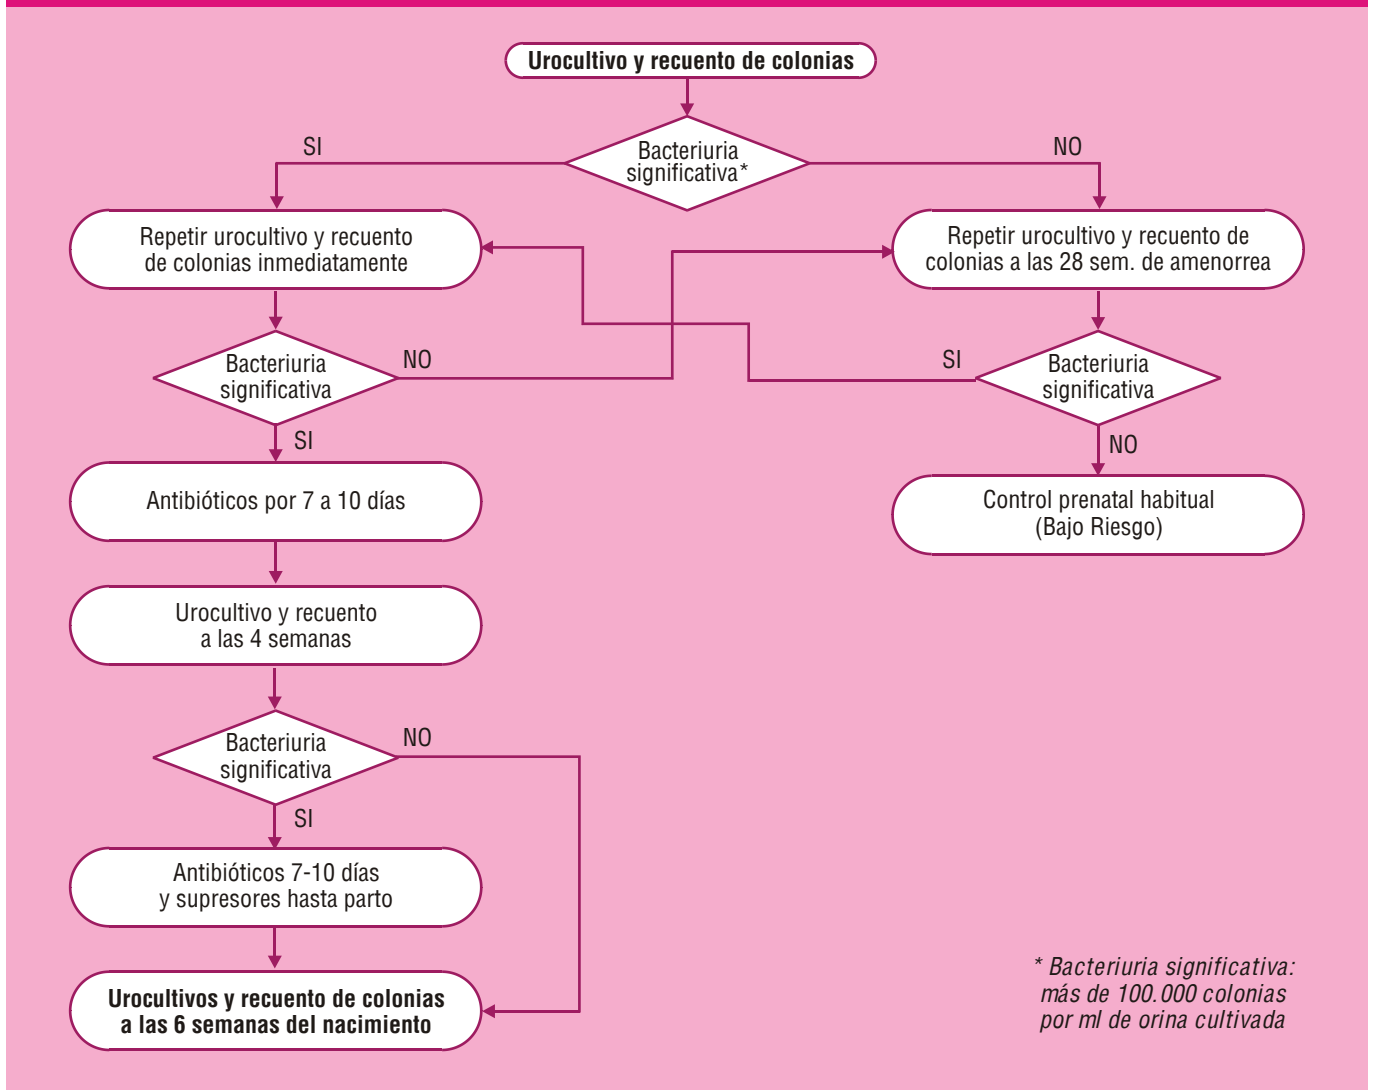 Urocultivo y recuento de colonias
SI
Bacteriuria
significativa*
NO
Repetir urocultivo y recuento
de colonias inmediatamente
Repetir urocultivo y recuento de
colonias a las 28 sem. de amenorrea
Bacteriuria
significativa
NO
SI
Bacteriuria
significativa
SI
NO
Antibióticos por 7 a 10 días
Control prenatal habitual
(Bajo Riesgo)
Urocultivo y recuento
a las 4 semanas
Bacteriuria
significativa
NO
SI
Antibióticos 7-10 días
y supresores hasta parto
Urocultivos y recuento de colonias
a las 6 semanas del nacimiento
* Bacteriuria significativa:
más de 100.000 colonias
por ml de orina cultivada